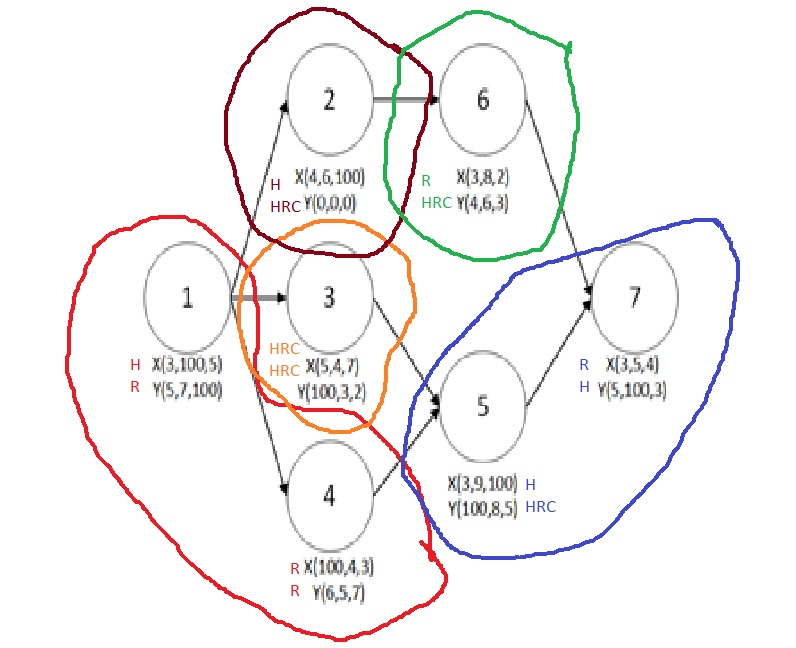 2
6
H X(4,6,100)
HRC Y(0,0,0)
R X(3,8,2)
HRC Y(4,6,3)
1
3
7
H X(3,100,5)
R Y(5,7,100)
HRC X(5,4,7)
HRC Y(100,3,2)
R X(3,5,4)
H Y(5,100,3)
5
4
X(3,9,100) H
Y(100,8,5) HRC
R X(100,4,3)
R Y(6,5,7)